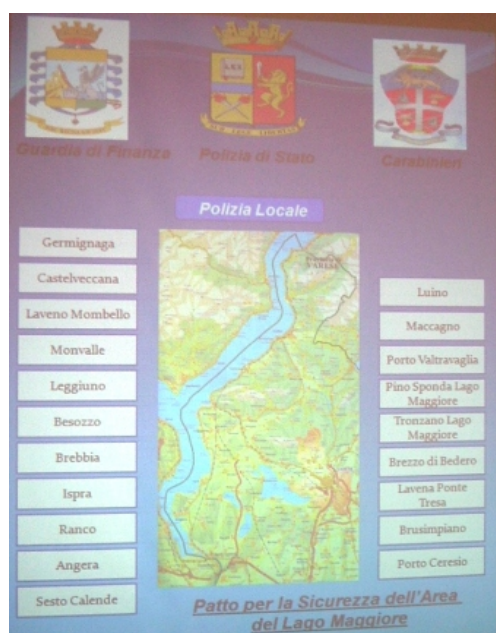 Guardia di Finanza
Polizia di Stato
Carabinieri
Polizia Locale
Germignaga
Castelveccana
Laveno Mombello
Monvalle
Leggiuno
Besozzo
Brebbia
Ispra
Ranco
Angera
Sesto Calende
VARESE
Luino
Maccagno
Porto Valtravaglia
Pino Sponda Lago
Maggiore
Tronzano Lago
Maggiore
Brezzo di Bedero
Lavena Ponte
Tresa
Brusimpiano
Porto Ceresio
Patto per la Sicurezza dell'Area
del Lago Maggiore